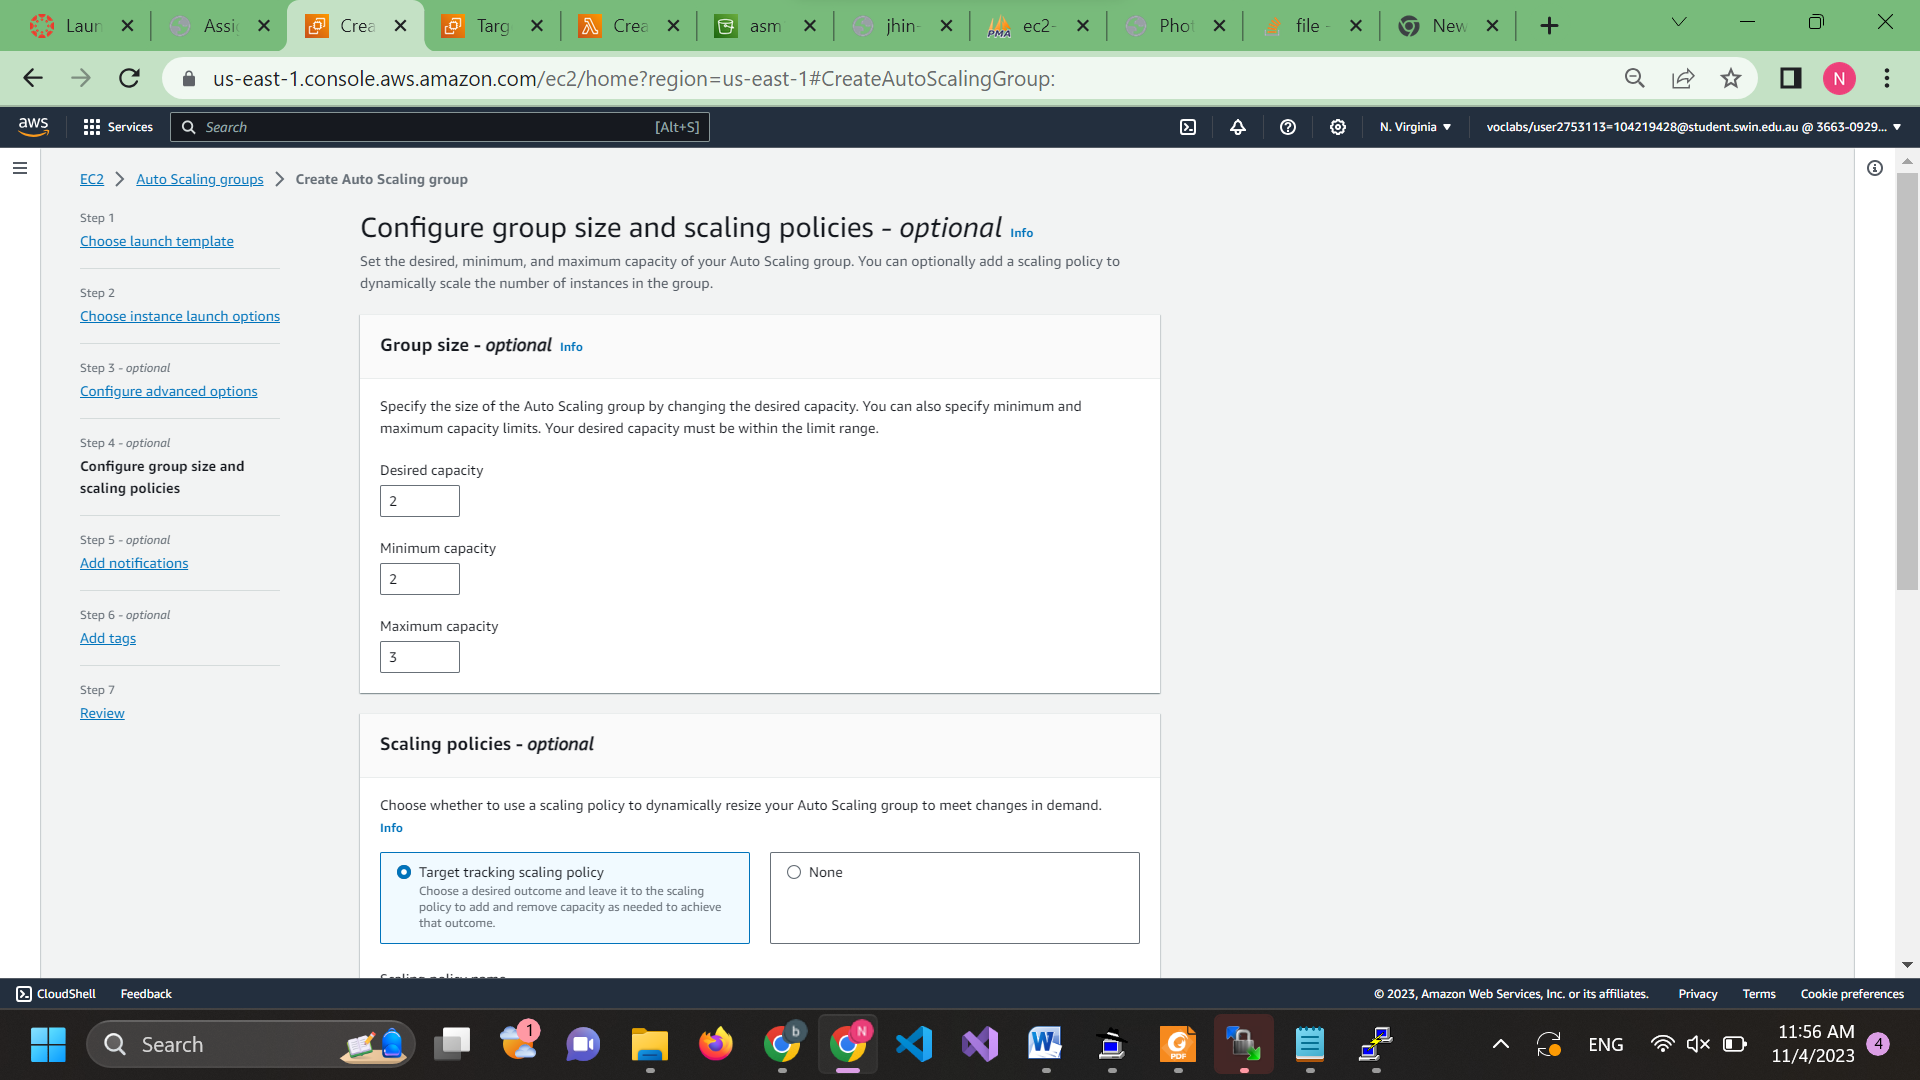 Laun
Assi
Crea
Targ
Crea
asm
jhin-
PMA
ec2-
Phot
file -
New
us-east-1.console.aws.amazon.com/ec2/home?region=us-east-1#CreateAutoScalingGroup:
N
aws
Services
Search
[Alt+S]
N. Virginia
voclabs/user2753113=104219428@student.swin.edu.au @ 3663-0929...
EC2
Auto Scaling groups
Create Auto Scaling group
Step 1
Choose launch template
Step 2
Choose instance launch options
Step 3 - optional
Configure advanced options
Step 4 - optional
Configure group size and
scaling policies
Step 5 - optional
Add notifications
Step 6 - optional
Add tags
Step 7
Review
Configure group size and scaling policies - optional Info
Set the desired, minimum, and maximum capacity of your Auto Scaling group. You can optionally add a scaling policy to
dynamically scale the number of instances in the group.
Group size - optional Info
Specify the size of the Auto Scaling group by changing the desired capacity. You can also specify minimum and
maximum capacity limits. Your desired capacity must be within the limit range.
Desired capacity
2
Minimum capacity
2
Maximum capacity
3
Scaling policies - optional
Choose whether to use a scaling policy to dynamically resize your Auto Scaling group to meet changes in demand.
Info
Target tracking scaling policy
Choose a desired outcome and leave it to the scaling
policy to add and remove capacity as needed to achieve
that outcome.
None
Scaling policy name
CloudShell
Feedback
© 2023, Amazon Web Services, Inc. or its affiliates.
Privacy
Terms
Cookie preferences
Search
1
b
N
PDF
ENG
11:56 AM
11/4/2023
4